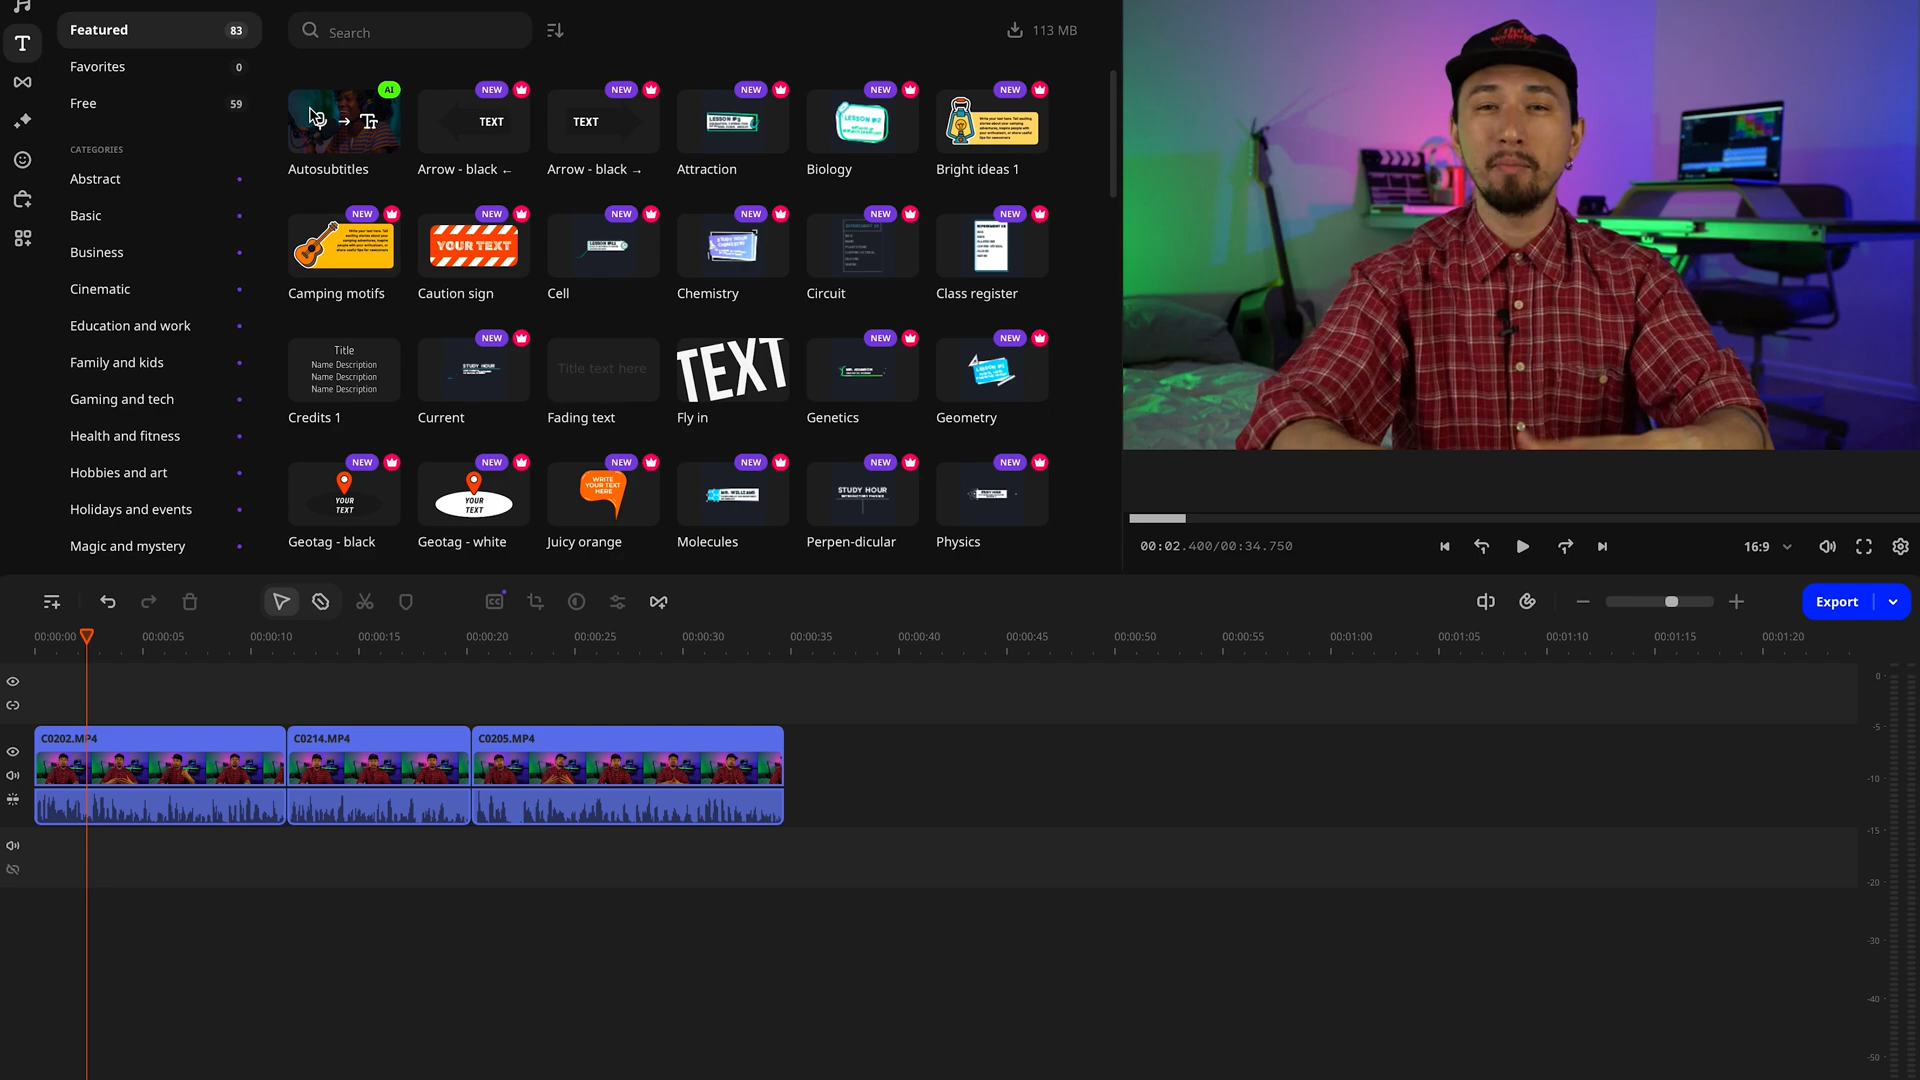 Featured 83
Favorites 0
Free 59
CATEGORIES
Abstract
Basic
Business
Cinematic
Education and work
Family and kids
Gaming and tech
Health and fitness
Hobbies and art
Holidays and events
Magic and mystery
Search
113 MB
AI
Autosubtitles
NEW
TEXT
Arrow - black ←
NEW
TEXT
Arrow - black →
NEW
Attraction
NEW
Biology
NEW
Bright ideas 1
NEW
Camping motifs
NEW
YOUR TEXT
Caution sign
NEW
Cell
NEW
Chemistry
NEW
Circuit
NEW
Class register
Title
Name Description
Name Description
Name Description
Credits 1
NEW
STUDY HOUR
Current
Title text here
Fading text
TEXT
Fly in
NEW
Genetics
NEW
Geometry
NEW
YOUR
TEXT
Geotag - black
NEW
YOUR
TEXT
Geotag - white
NEW
WRITE
YOUR TEXT
HERE
Juicy orange
NEW
MR. WILLIAMS
Molecules
NEW
STUDY HOUR
Perpen-dicular
NEW
Physics
00:02.400/00:34.750
16:9
CC
Export
00:00:00
00:00:05
00:00:10
00:00:15
00:00:20
00:00:25
00:00:30
00:00:35
00:00:40
00:00:45
00:00:50
00:00:55
00:01:00
00:01:05
00:01:10
00:01:15
00:01:20
C0202.MP4
C0214.MP4
C0205.MP4
0
-5
-10
-15
-20
-30
-40
-50